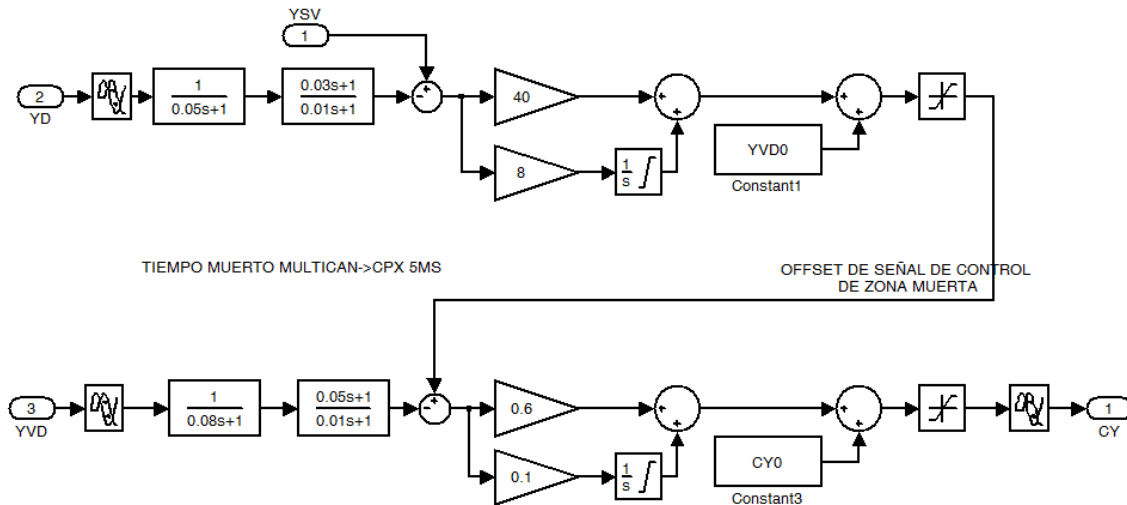 YSV
1
2
YD
1
0.05s+1
0.03s+1
0.01s+1
40
8
1
s
YVD0
Constant1
TIEMPO MUERTO MULTICAN->CPX 5MS
OFFSET DE SEÑAL DE CONTROL
DE ZONA MUERTA
3
YVD
1
0.08s+1
0.05s+1
0.01s+1
0.6
0.1
1
s
CY0
Constant3
1
CY